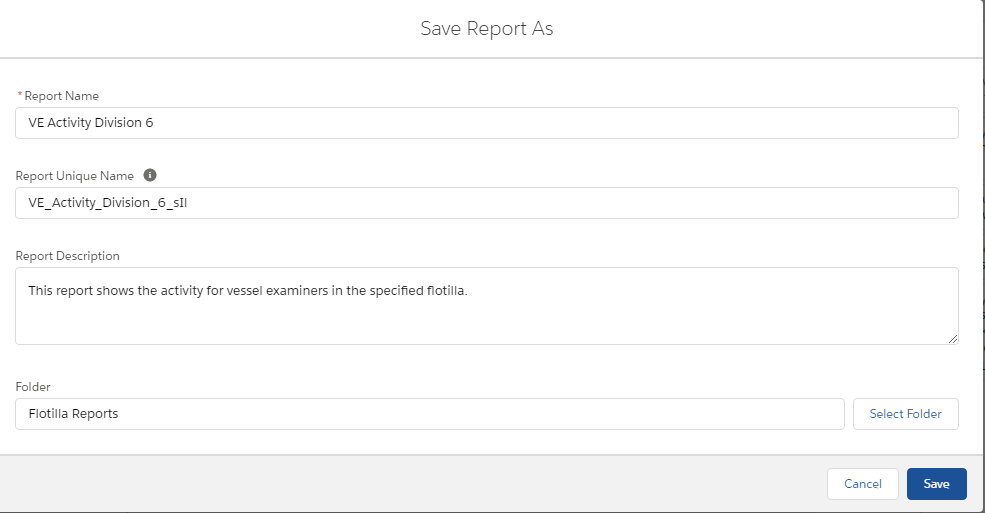 Save Report As
* Report Name
VE Activity Division 6
Report Unique Name
VE_Activity_Division_6_sIl
Report Description
This report shows the activity for vessel examiners in the specified flotilla.
Folder
Flotilla Reports
Select Folder
Cancel
Save